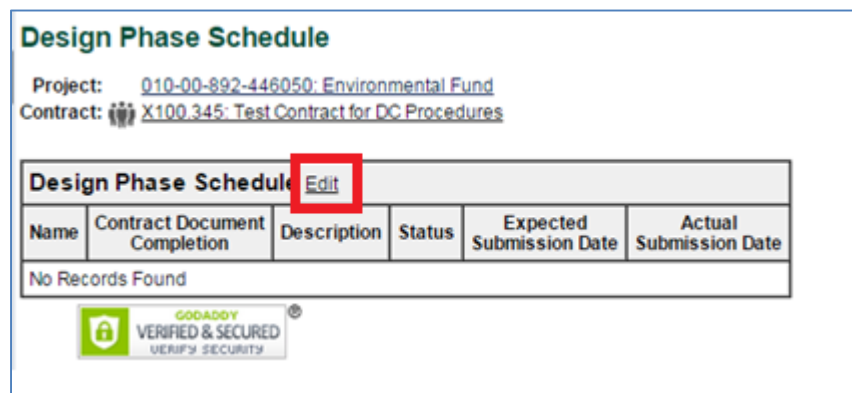 Design Phase Schedule
Project: 010-00-892-446050: Environmental Fund
Contract: X100.345: Test Contract for DC Procedures
Design Phase Schedule Edit
Name Contract Document Completion Description Status Expected Submission Date Actual Submission Date
No Records Found
GODADDY
VERIFIED & SECURED
VERIFY SECURITY
®